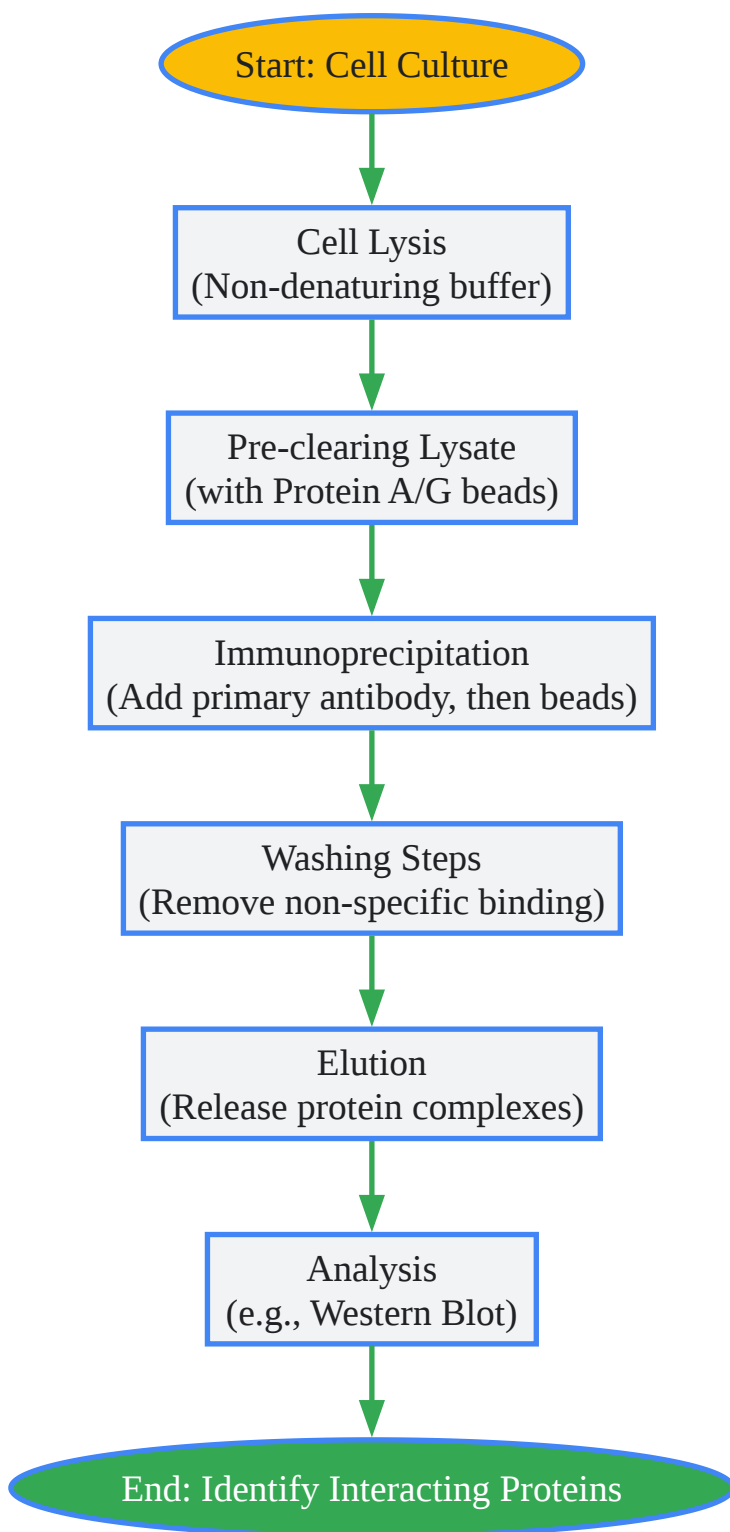 Start: Cell Culture
Cell Lysis
(Non-denaturing buffer)
Pre-clearing Lysate
(with Protein A/G beads)
Immunoprecipitation
(Add primary antibody, then beads)
Washing Steps
(Remove non-specific binding)
Elution
(Release protein complexes)
Analysis
(e.g., Western Blot)
End: Identify Interacting Proteins